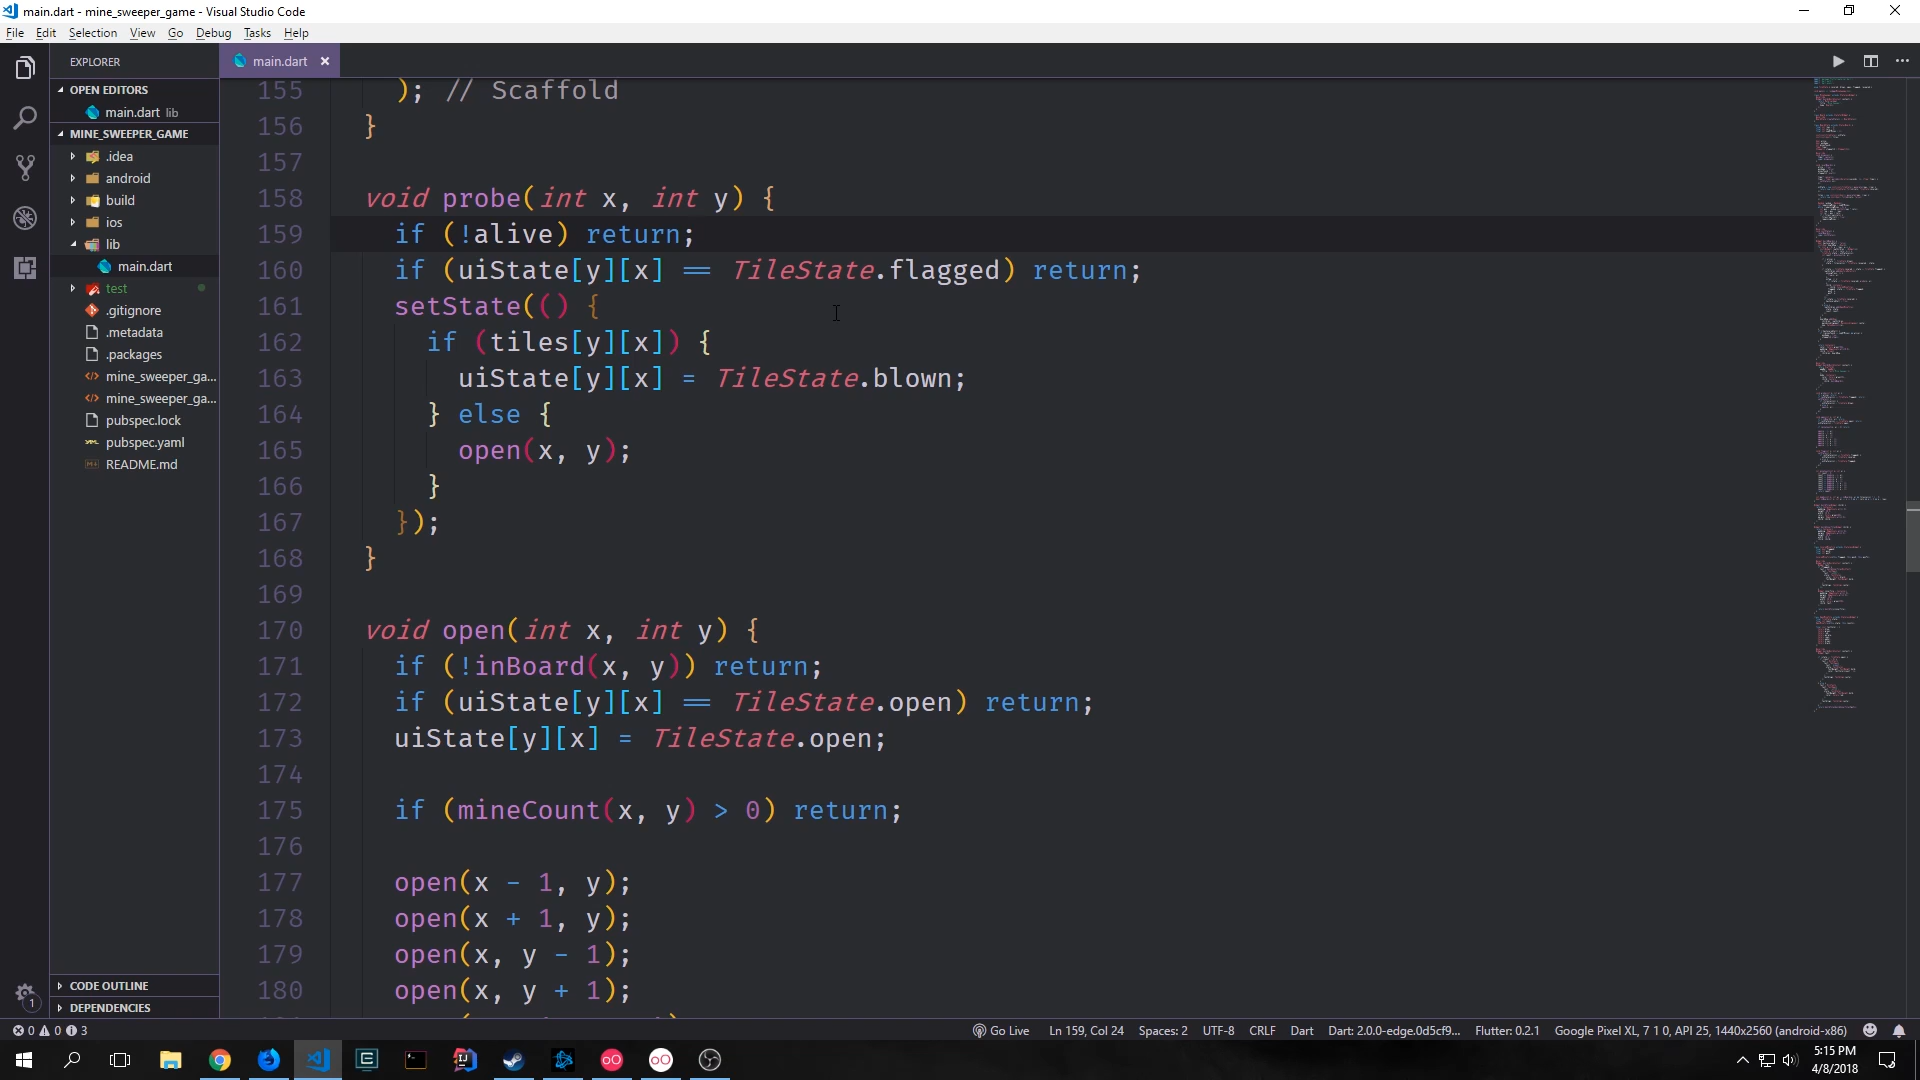 main.dart - mine_sweeper_game - Visual Studio Code
File Edit Selection View Go Debug Tasks Help
EXPLORER
OPEN EDITORS
main.dart lib
MINE_SWEEPER_GAME
.idea
android
build
ios
lib
main.dart
test
.gitignore
.metadata
.packages
mine_sweeper_ga...
mine_sweeper_ga...
pubspec.lock
pubspec.yaml
README.md
CODE OUTLINE
DEPENDENCIES
main.dart
155 ); // Scaffold
156 }
157
158 void probe(int x, int y) {
159 if (!alive) return;
160 if (uiState[y][x] == TileState.flagged) return;
161 setState(() {
162 if (tiles[y][x]) {
163 uiState[y][x] = TileState.blown;
164 } else {
165 open(x, y);
166 }
167 });
168 }
169
170 void open(int x, int y) {
171 if (!inBoard(x, y)) return;
172 if (uiState[y][x] == TileState.open) return;
173 uiState[y][x] = TileState.open;
174
175 if (mineCount(x, y) > 0) return;
176
177 open(x - 1, y);
178 open(x + 1, y);
179 open(x, y - 1);
180 open(x, y + 1);
0 0 3 Go Live Ln 159, Col 24 Spaces: 2 UTF-8 CRLF Dart Dart: 2.0.0-edge.0d5cf9... Flutter: 0.2.1 Google Pixel XL, 7 1 0, API 25, 1440x2560 (android-x86)
1
5:15 PM
4/8/2018